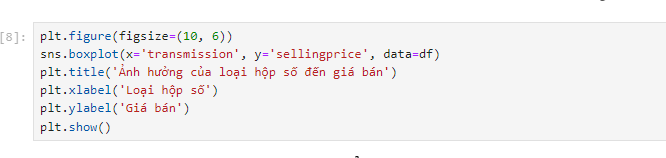 [8]: plt.figure(figsize=(10, 6))
sns.boxplot(x='transmission', y='sellingprice', data=df)
plt.title('Ảnh hưởng của loại hộp số đến giá bán')
plt.xlabel('Loại hộp số')
plt.ylabel('Giá bán')
plt.show()